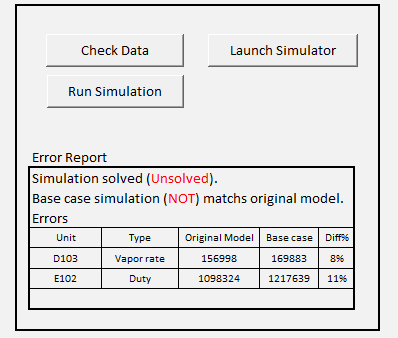 Check Data
Launch Simulator
Run Simulation
Error Report
Simulation solved (Unsolved).
Base case simulation (NOT) matchs original model.
Errors
Unit Type Original Model Base case Diff%
D103 Vapor rate 156998 169883 8%
E102 Duty 1098324 1217639 11%